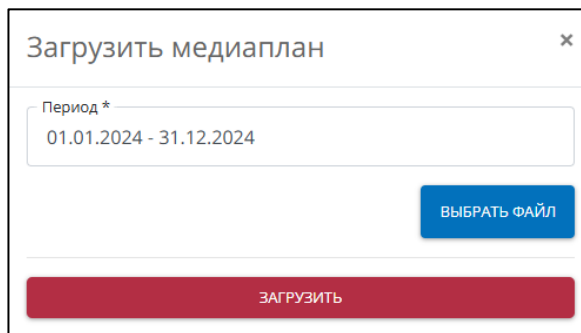 Загрузить медиаплан
×
Период *
01.01.2024 - 31.12.2024
ВЫБРАТЬ ФАЙЛ
ЗАГРУЗИТЬ